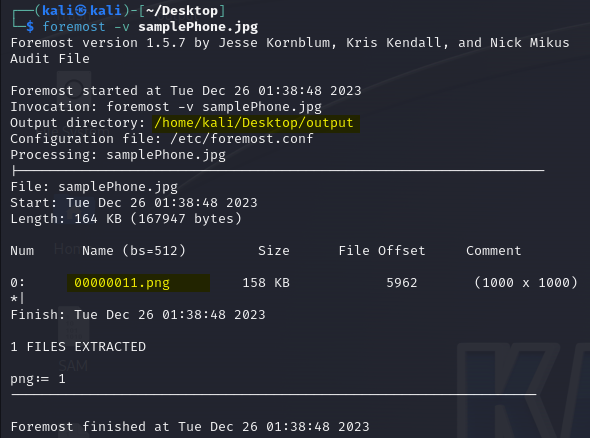 ┌──(kali㉿kali)-[~/Desktop]
└─$ foremost -v samplePhone.jpg
Foremost version 1.5.7 by Jesse Kornblum, Kris Kendall, and Nick Mikus
Audit File
Foremost started at Tue Dec 26 01:38:48 2023
Invocation: foremost -v samplePhone.jpg
Output directory: /home/kali/Desktop/output
Configuration file: /etc/foremost.conf
Processing: samplePhone.jpg
|------------------------------------------------------------------
File: samplePhone.jpg
Start: Tue Dec 26 01:38:48 2023
Length: 164 KB (167947 bytes)
Num Name (bs=512) Size File Offset Comment
0: 00000011.png 158 KB 5962 (1000 x 1000)
*|
Finish: Tue Dec 26 01:38:48 2023
1 FILES EXTRACTED
SAM
png:= 1
------------------------------------------------------------------
Foremost finished at Tue Dec 26 01:38:48 2023